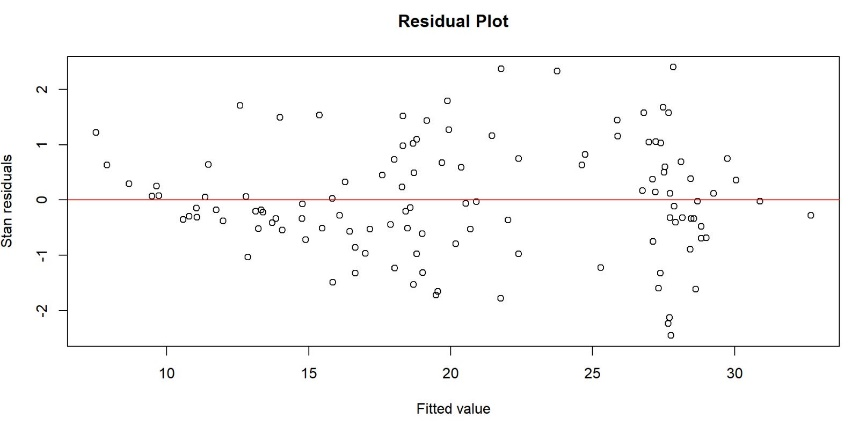 Residual Plot
Stan residuals
2
1
0
-1
-2
10 15 20 25 30
Fitted value